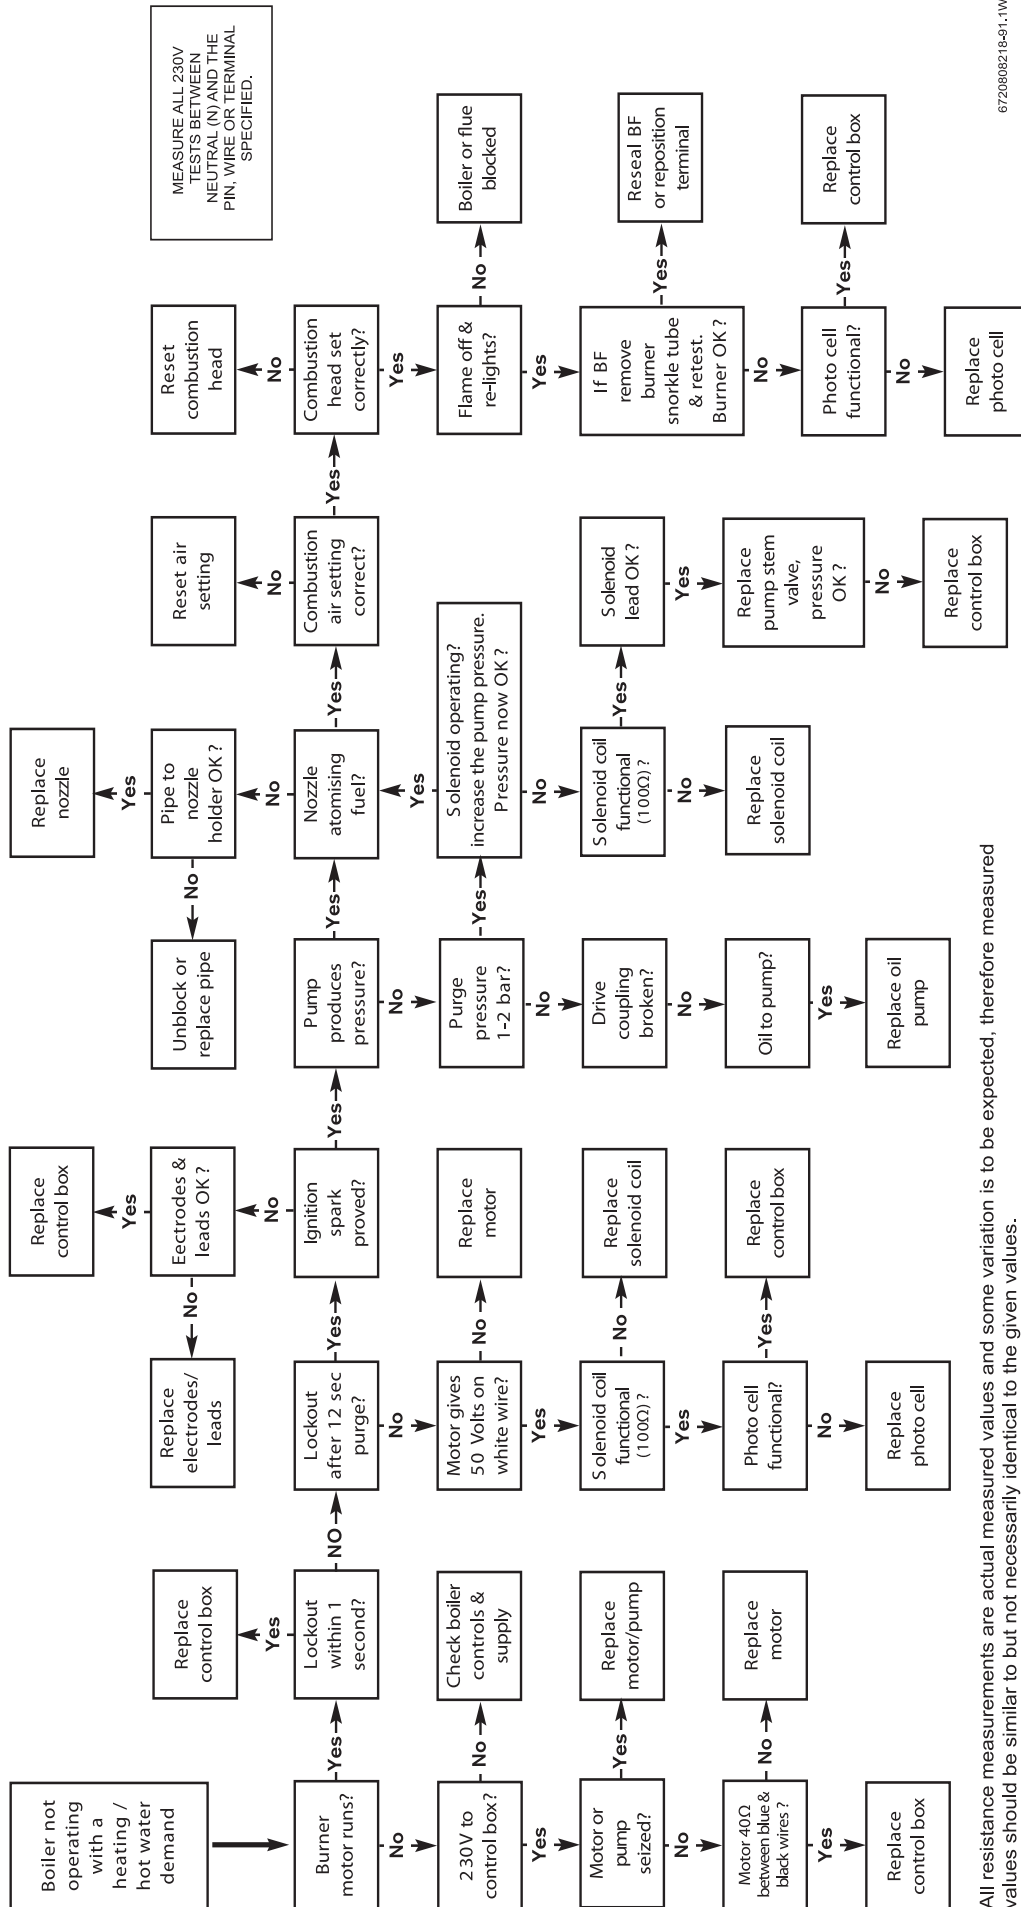 Boiler not
operating
with a
heating /
hot water
demand
Burner
motor runs?
No
230V to
control box?
Yes
Motor or
pump
seized?
No
Motor 40Ω
between blue &
black wires ?
Yes
Replace
control box
Yes
No
Yes
No
Replace
control box
Yes
Lockout
within 1
second?
Check boiler
controls &
supply
Replace
motor/pump
Replace
motor
NO
Replace
electrodes/
leads
Lockout
after 12 sec
purge?
No
Motor gives
50 Volts on
white wire?
Yes
Solenoid coil
functional
(100Ω) ?
Yes
Photo cell
functional?
No
Replace
photo cell
No
Yes
No
No
Yes
Replace
control box
Yes
Eectrodes &
leads OK ?
No
Ignition
spark
proved?
Replace
motor
Replace
solenoid coil
Replace
control box
Yes
Unblock or
replace pipe
Pump
produces
pressure?
No
Purge
pressure
1-2 bar?
No
Drive
coupling
broken?
No
Oil to pump?
Yes
Replace oil
pump
No
Yes
Yes
Replace
nozzle
Yes
Pipe to
nozzle
holder OK ?
No
Nozzle
atomising
fuel?
Yes
Solenoid operating?
increase the pump pressure.
Pressure now OK ?
No
Solenoid coil
functional
(100Ω) ?
No
Replace
solenoid coil
Yes
Yes
Reset air
setting
No
Combustion
air setting
correct?
Solenoid
lead OK ?
Yes
Replace
pump stem
valve,
pressure
OK ?
No
Replace
control box
Yes
Reset
combustion
head
No
Combustion
head set
correctly?
Yes
Flame off &
re-lights?
Yes
If BF
remove
burner
snorkle tube
& retest.
Burner OK ?
No
Photo cell
functional?
No
Replace
photo cell
No
Yes
Yes
Boiler or flue
blocked
Reseal BF
or reposition
terminal
Replace
control box
MEASURE ALL 230V
TESTS BETWEEN
NEUTRAL (N) AND THE
PIN, WIRE OR TERMINAL
SPECIFIED.
All resistance measurements are actual measured values and some variation is to be expected, therefore measured
values should be similar to but not necessarily identical to the given values.
6720808218-91.1W